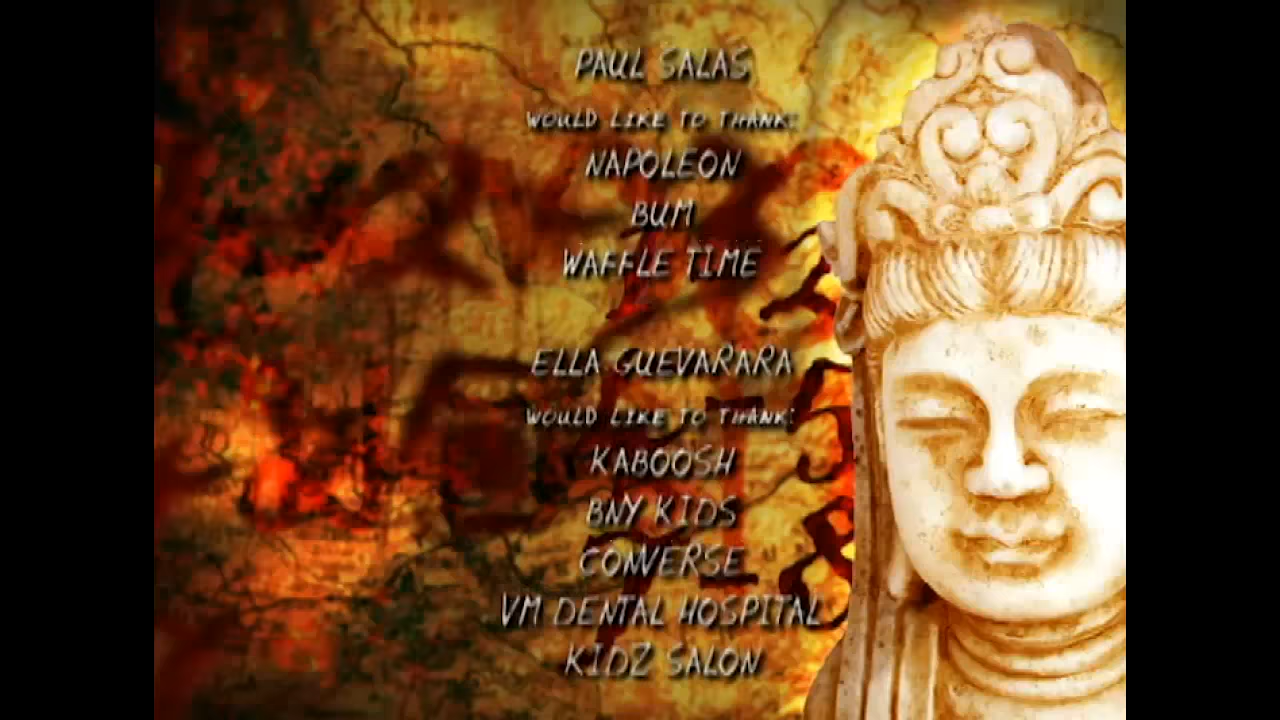 PAUL SALAS
WOULD LIKE TO THANK:
NAPOLEON
BUM
WAFFLE TIME
ELLA GUEVARARA
WOULD LIKE TO THANK:
KABOOSH
BNY KIDS
CONVERSE
VM DENTAL HOSPITAL
KIDZ SALON